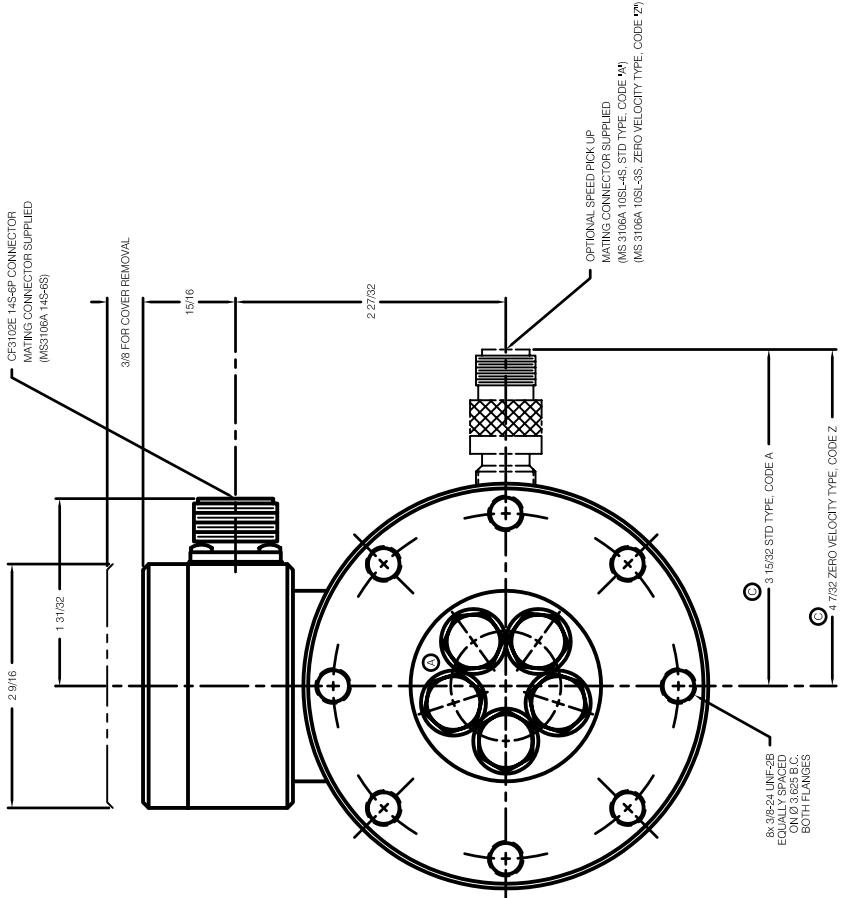 CF3102E 14S-6P CONNECTOR
MATING CONNECTOR SUPPLIED
(MS3106A 14S-6S)
3/8 FOR COVER REMOVAL
15/16
2 27/32
OPTIONAL SPEED PICK UP
MATING CONNECTOR SUPPLIED
(MS 3106A 10SL-4S, STD TYPE, CODE "A")
(MS 3106A 10SL-3S, ZERO VELOCITY TYPE, CODE "Z")
1 31/32
2 9/16
A
C
3 15/32 STD TYPE, CODE A
C
4 7/32 ZERO VELOCITY TYPE, CODE Z
8x 3/8-24 UNF-2B
EQUALLY SPACED
ON Ø 3.625 B.C.
BOTH FLANGES